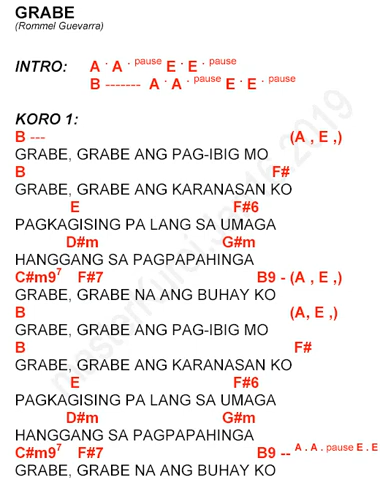 GRABE
(Rommel Guevarra)
INTRO: A · A · pause E · E · pause
B ------- A · A · pause E · E · pause
KORO 1:
B --- (A , E ,)
GRABE, GRABE ANG PAG-IBIG MO
B F#
GRABE, GRABE ANG KARANASAN KO
E F#6
PAGKAGISING PA LANG SA UMAGA
D#m G#m
HANGGANG SA PAGPAPAHINGA
C#m9⁷ F#7 B9 - (A , E ,)
GRABE, GRABE NA ANG BUHAY KO
B (A, E ,)
GRABE, GRABE ANG PAG-IBIG MO
B F#
GRABE, GRABE ANG KARANASAN KO
E F#6
PAGKAGISING PA LANG SA UMAGA
D#m G#m
HANGGANG SA PAGPAPAHINGA
C#m9⁷ F#7 B9 -- A . A . pause E . E
GRABE, GRABE NA ANG BUHAY KO